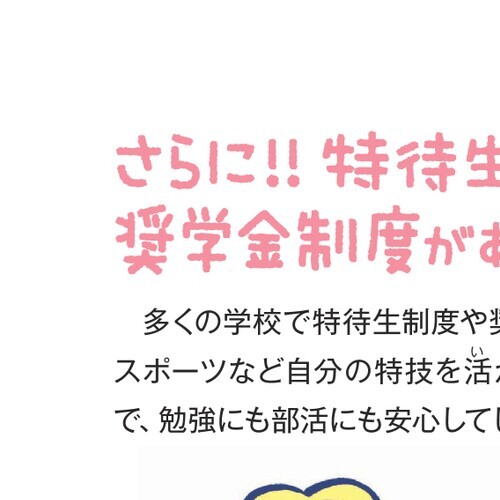 さらに!! 特待生
奨学金制度があ
多くの学校で特待生制度や奨
い
スポーツなど自分の特技を活か
で、勉強にも部活にも安心して